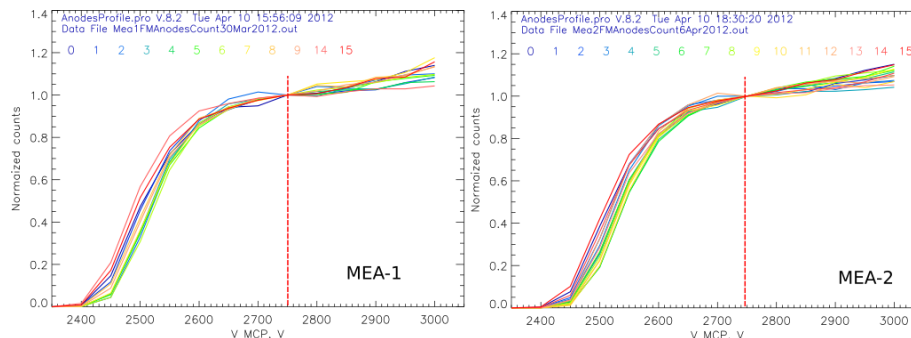 AnodesProfile.pro V.8.2  Tue Apr 10 15:56:09 2012
Data File Mea1FMAnodesCount30Mar2012.out
0 1 2 3 4 5 6 7 8 9 14 15
1.4
1.2
1.0
0.8
0.6
0.4
0.2
0.0
Normaized counts
MEA-1
2400 2500 2600 2700 2800 2900 3000
V MCP, V
AnodesProfile.pro V.8.2  Tue Apr 10 18:30:20 2012
Data File Mea2FMAnodesCount6Apr2012.out
0 1 2 3 4 5 6 7 8 9 10 11 12 13 14 15
1.4
1.2
1.0
0.8
0.6
0.4
0.2
0.0
Normaized counts
MEA-2
2400 2500 2600 2700 2800 2900 3000
V MCP, V